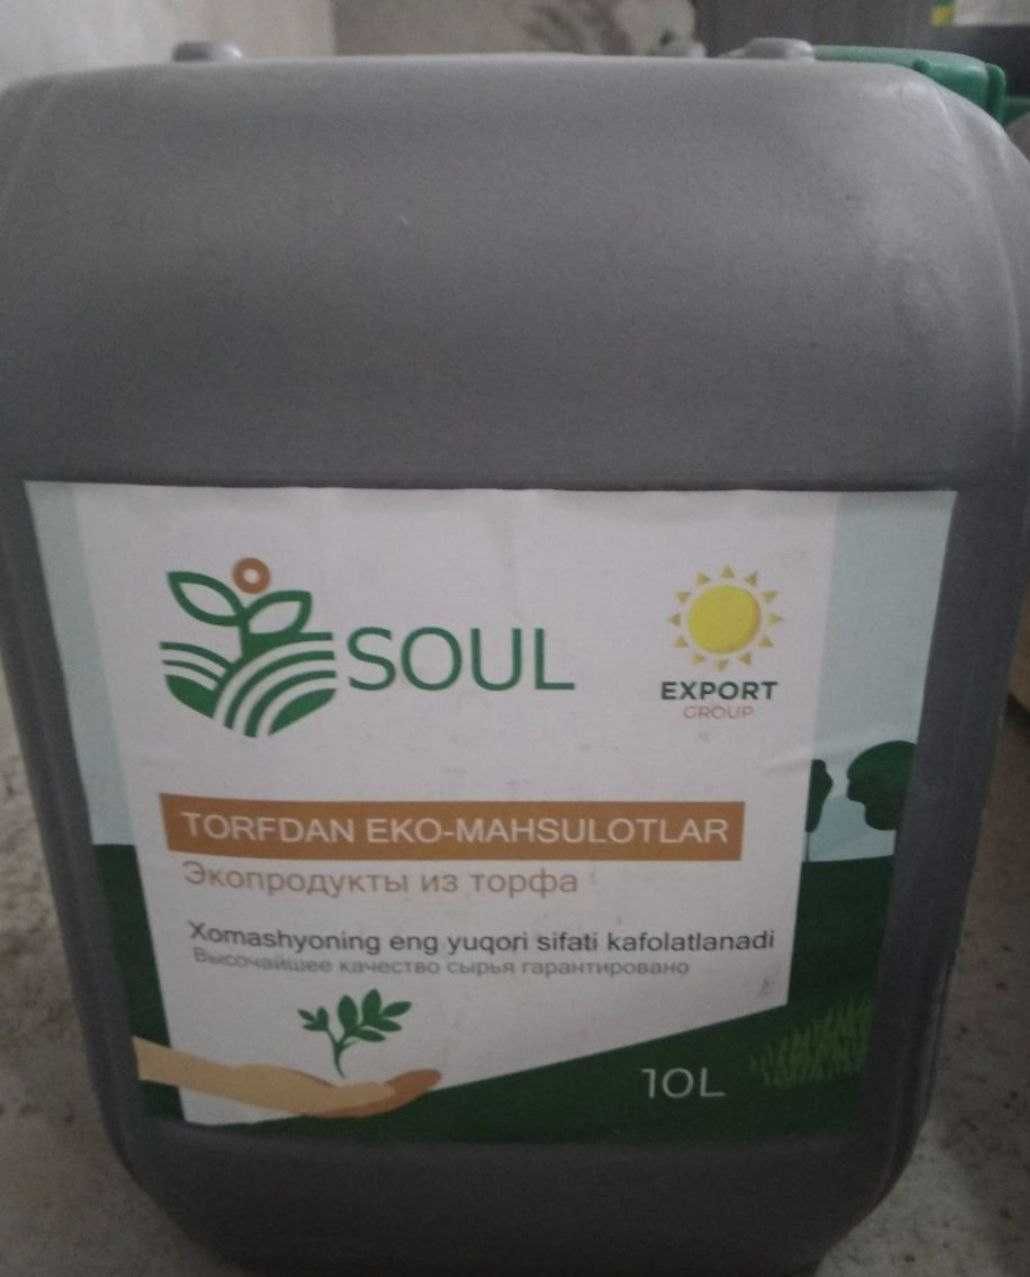 SOUL
EXPORT
GROUP
TORFDAN EKO-MAHSULOTLAR
Экопродукты из торфа
Xomashyoning eng yuqori sifati kafolatlanadi
Высочайшее качество сырья гарантировано
10L